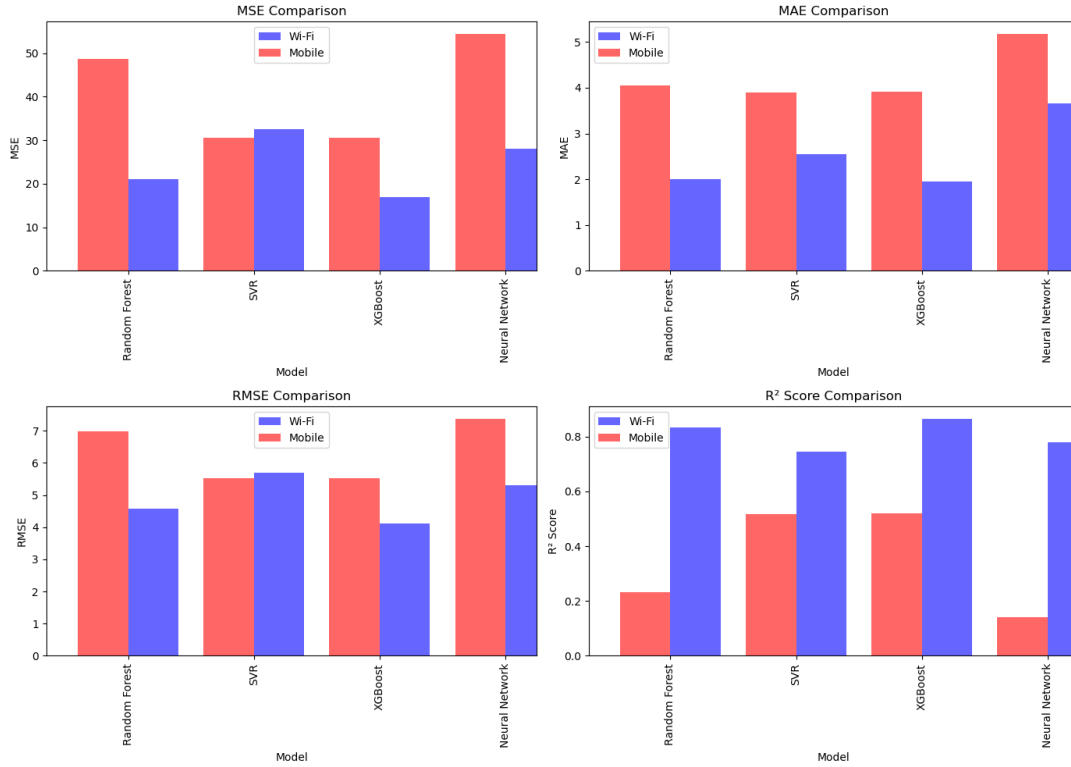 MSE Comparison
MSE
50
40
30
20
10
0
Wi-Fi
Mobile
Random Forest
SVR
XGBoost
Neural Network
Model
MAE Comparison
MAE
5
4
3
2
1
0
Wi-Fi
Mobile
Random Forest
SVR
XGBoost
Neural Network
Model
RMSE Comparison
RMSE
7
6
5
4
3
2
1
0
Wi-Fi
Mobile
Random Forest
SVR
XGBoost
Neural Network
Model
R² Score Comparison
R² Score
0.8
0.6
0.4
0.2
0.0
Wi-Fi
Mobile
Random Forest
SVR
XGBoost
Neural Network
Model